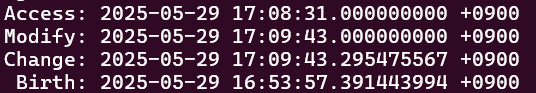 Access: 2025-05-29 17:08:31.000000000 +0900
Modify: 2025-05-29 17:09:43.000000000 +0900
Change: 2025-05-29 17:09:43.295475567 +0900
 Birth: 2025-05-29 16:53:57.391443994 +0900